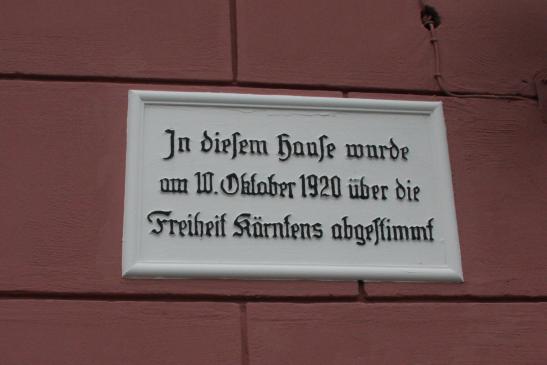 In diesem Hause wurde
am 10. Oktober 1920 über die
Freiheit Kärntens abgestimmt